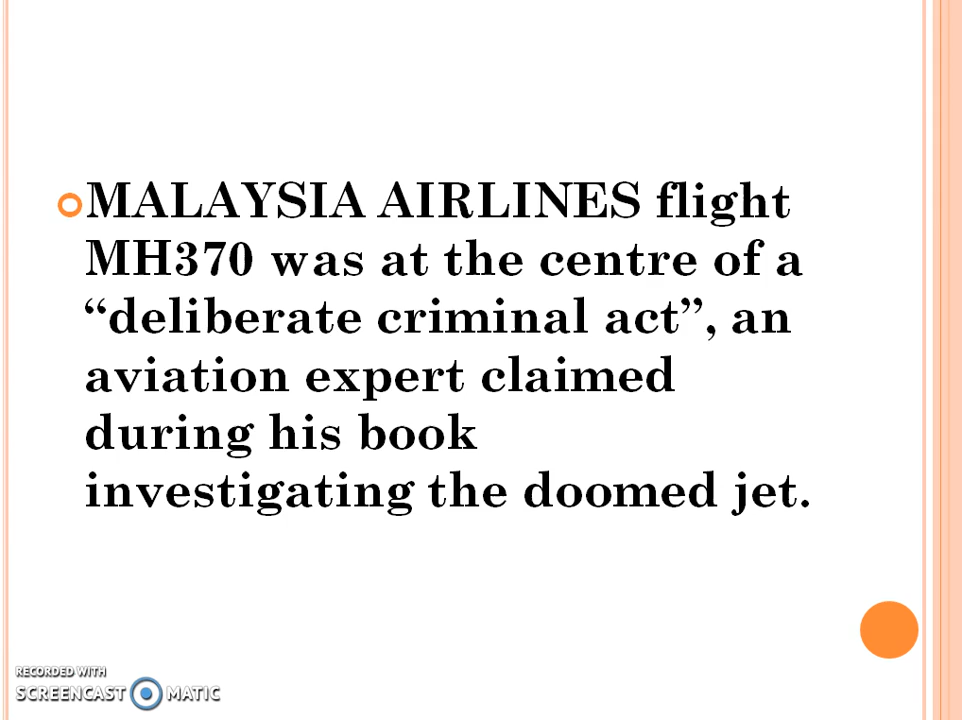 MALAYSIA AIRLINES flight
MH370 was at the centre of a
“deliberate criminal act”, an
aviation expert claimed
during his book
investigating the doomed jet.
RECORDED WITH
SCREENCAST MATIC